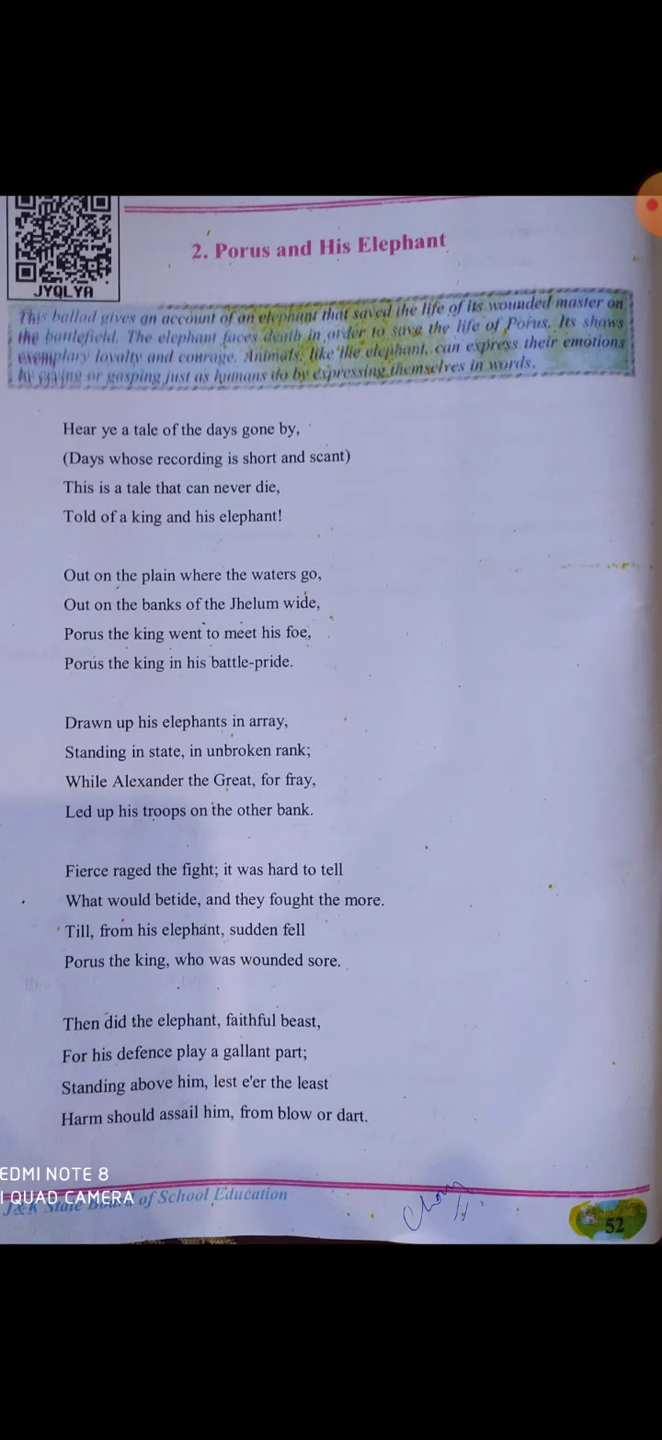 JYQLYA
2. Porus and His Elephant
This ballad gives an account of an elephant that saved the life of its wounded master on
the battlefield. The elephant faces death in order to save the life of Porus. Its shows
exemplary loyalty and courage. Animals, like the elephant, can express their emotions
by crying or gasping just as humans do by expressing themselves in words.
Hear ye a tale of the days gone by,
(Days whose recording is short and scant)
This is a tale that can never die,
Told of a king and his elephant!
Out on the plain where the waters go,
Out on the banks of the Jhelum wide,
Porus the king went to meet his foe,
Porus the king in his battle-pride.
Drawn up his elephants in array,
Standing in state, in unbroken rank;
While Alexander the Great, for fray,
Led up his troops on the other bank.
Fierce raged the fight; it was hard to tell
What would betide, and they fought the more.
Till, from his elephant, sudden fell
Porus the king, who was wounded sore.
Then did the elephant, faithful beast,
For his defence play a gallant part;
Standing above him, lest e'er the least
Harm should assail him, from blow or dart.
EDMI NOTE 8
I QUAD CAMERA
J&K State Board of School Education
52